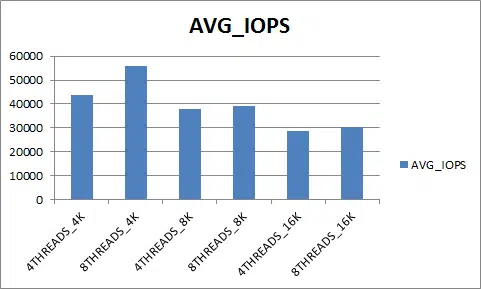 AVG_IOPS
60000
50000
40000
30000
20000
10000
0
4THREADS_4K
8THREADS_4K
4THREADS_8K
8THREADS_8K
4THREADS_16K
8THREADS_16K
AVG_IOPS